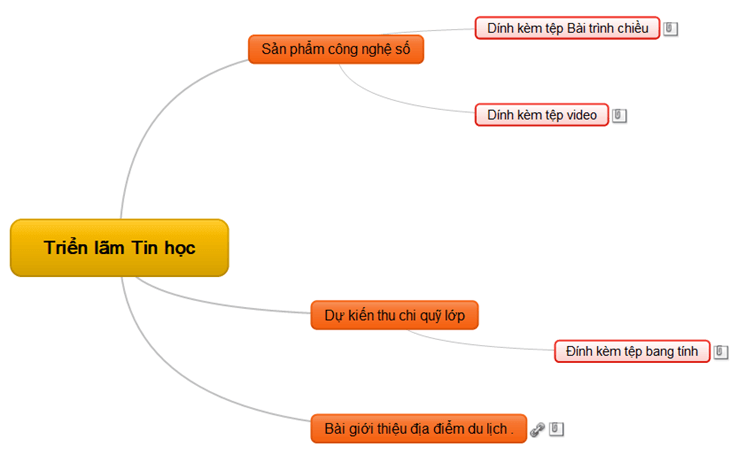 Dính kèm tệp Bài trình chiếu
Sản phẩm công nghệ số
Dính kèm tệp video
Triển lãm Tin học
Dự kiến thu chi quỹ lớp
Đính kèm tệp bang tính
Bài giới thiệu địa điểm du lịch .